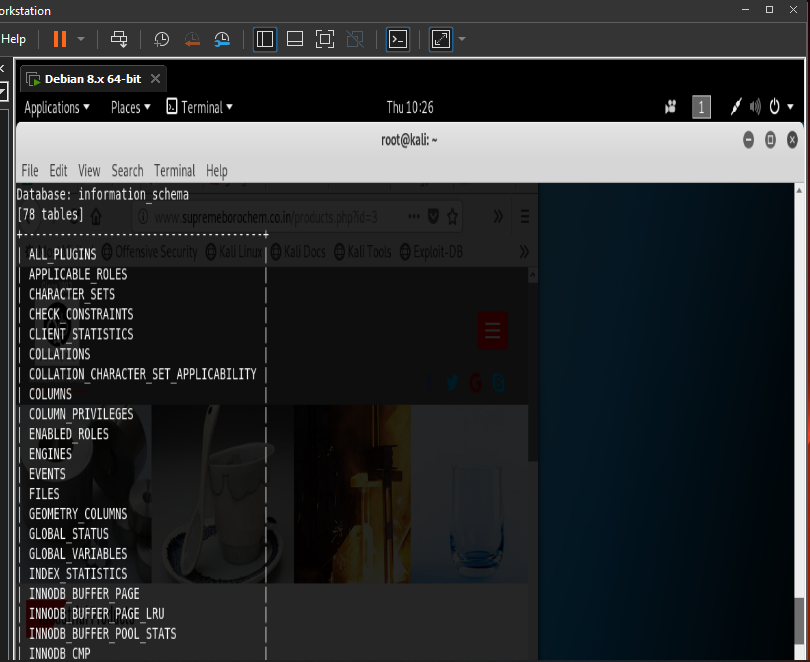 orkstation
Help
Debian 8.x 64-bit
Applications Places Terminal Thu 10:26 1
root@kali: ~
File Edit View Search Terminal Help
Database: information_schema
www.supremeborochem.co.in/products.php?id=3
[78 tables]
Offensive Security Kali Linux Kali Docs Kali Tools Exploit-DB
ALL_PLUGINS
APPLICABLE_ROLES
CHARACTER_SETS
CHECK_CONSTRAINTS
CLIENT_STATISTICS
COLLATIONS
COLLATION_CHARACTER_SET_APPLICABILITY
COLUMNS
COLUMN_PRIVILEGES
ENABLED_ROLES
ENGINES
EVENTS
FILES
GEOMETRY_COLUMNS
GLOBAL_STATUS
GLOBAL_VARIABLES
INDEX_STATISTICS
INNODB_BUFFER_PAGE
INNODB_BUFFER_PAGE_LRU
INNODB_BUFFER_POOL_STATS
INNODB_CMP